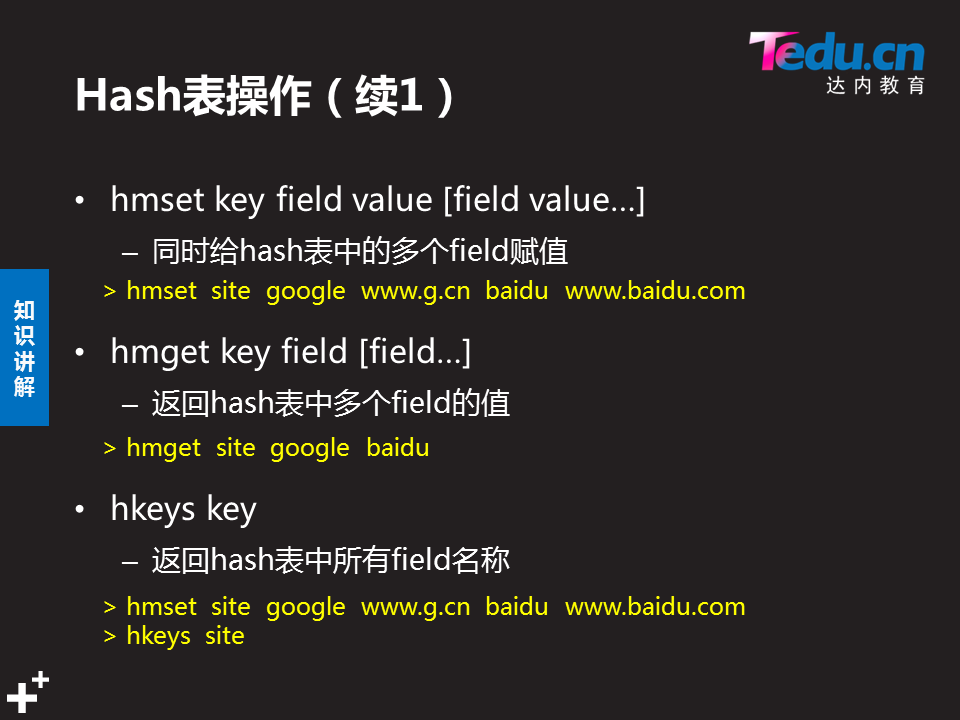 Tedu.cn
达内教育
Hash表操作（续1）
• hmset key field value [field value…]
– 同时给hash表中的多个field赋值
> hmset site google www.g.cn baidu www.baidu.com
知识讲解
• hmget key field [field…]
– 返回hash表中多个field的值
> hmget site google baidu
• hkeys key
– 返回hash表中所有field名称
> hmset site google www.g.cn baidu www.baidu.com
> hkeys site